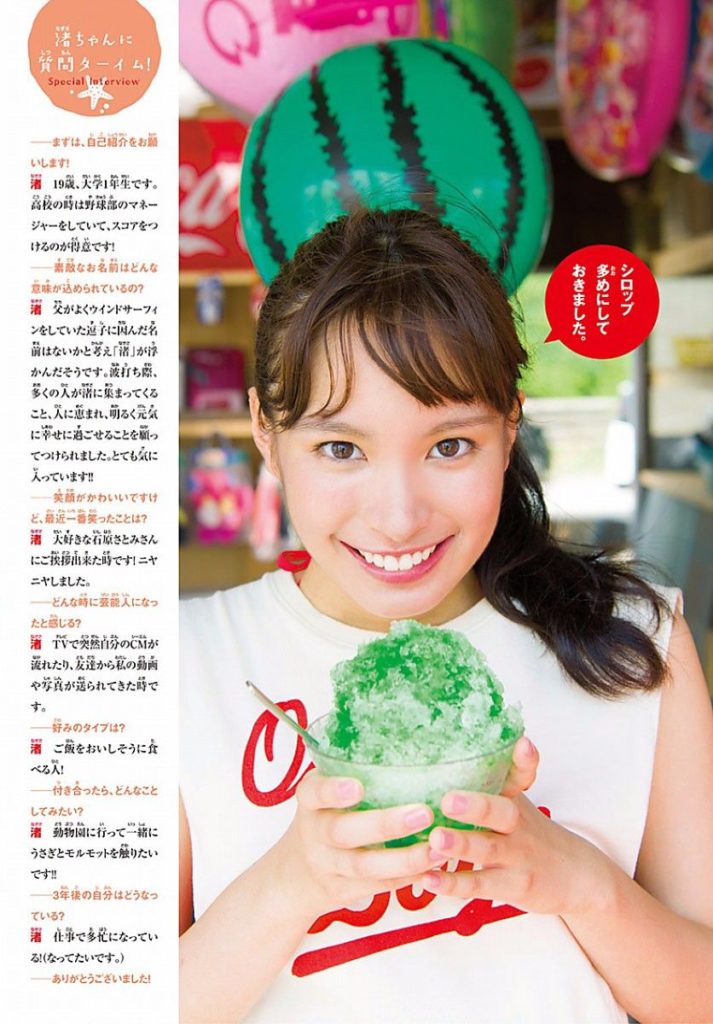 渚ちゃんに
質問ターイム!
Special Interview
──まずは、自己紹介をお願
いします!
渚 19歳、大学1年生です。
高校の時は野球部のマネー
ジャーをしていて、スコアをつ
けるのが得意です!
──素敵なお名前はどんな
意味が込められているの?
渚 父がよくウインドサーフィ
ンをしていた逗子に因んだ名
前はないかと考え「渚」が浮
かんだそうです。波打ち際、
多くの人が渚に集まってくる
こと、人に恵まれ、明るく元気
に幸せに過ごせることを願っ
てつけられました。とても気に
入っています!!
──笑顔がかわいいですけ
ど、最近一番笑ったことは?
渚 大好きな石原さとみさん
にご挨拶出来た時です! ニヤ
ニヤしました。
──どんな時に芸能人になっ
たと感じる?
渚 TVで突然自分のCMが
流れたり、友達から私の動画
や写真が送られてきた時で
す。
──好みのタイプは?
渚 ご飯をおいしそうに食
べる人!
──付き合ったら、どんなこと
してみたい?
渚 動物園に行って一緒に
うさぎとモルモットを触りたい
です!!
──3年後の自分はどうなっ
ている?
渚 仕事で多忙になってい
る!(なってたいです。)
──ありがとうございました!
シロップ
多めにして
おきました。